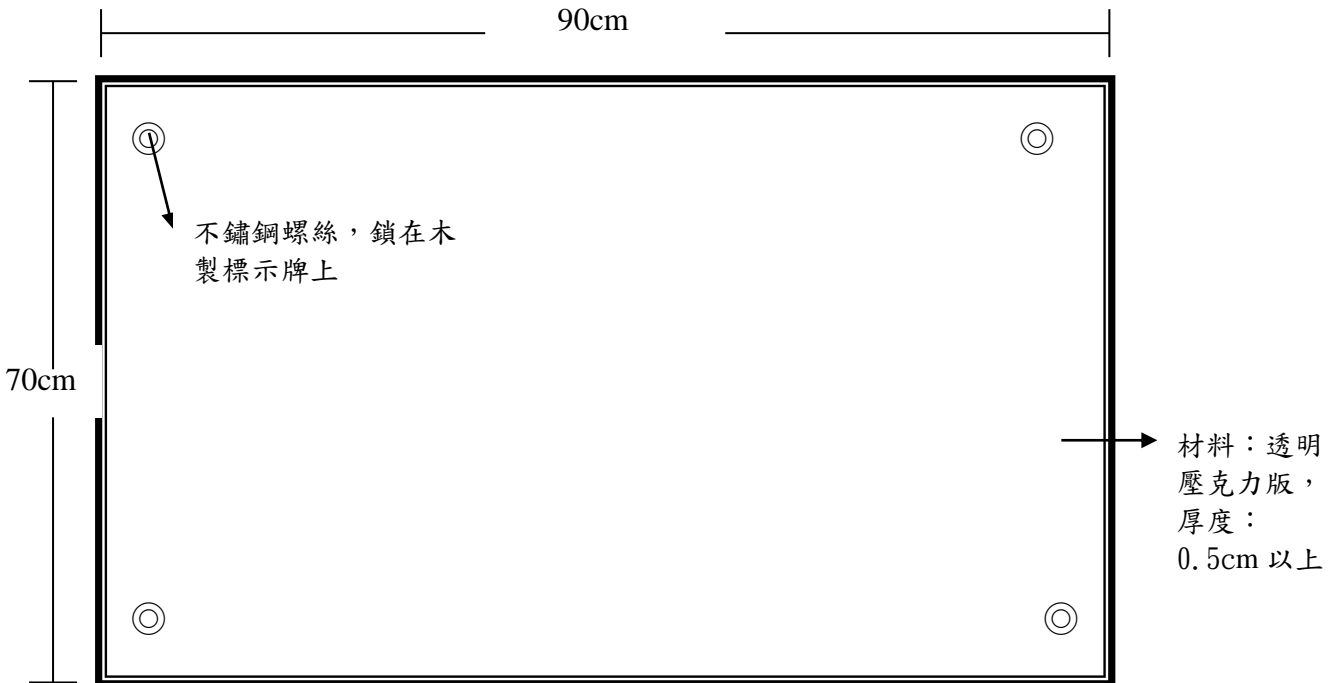 90cm
不鏽鋼螺絲，鎖在木
製標示牌上
70cm
材料：透明
壓克力版，
厚度：
0.5cm 以上